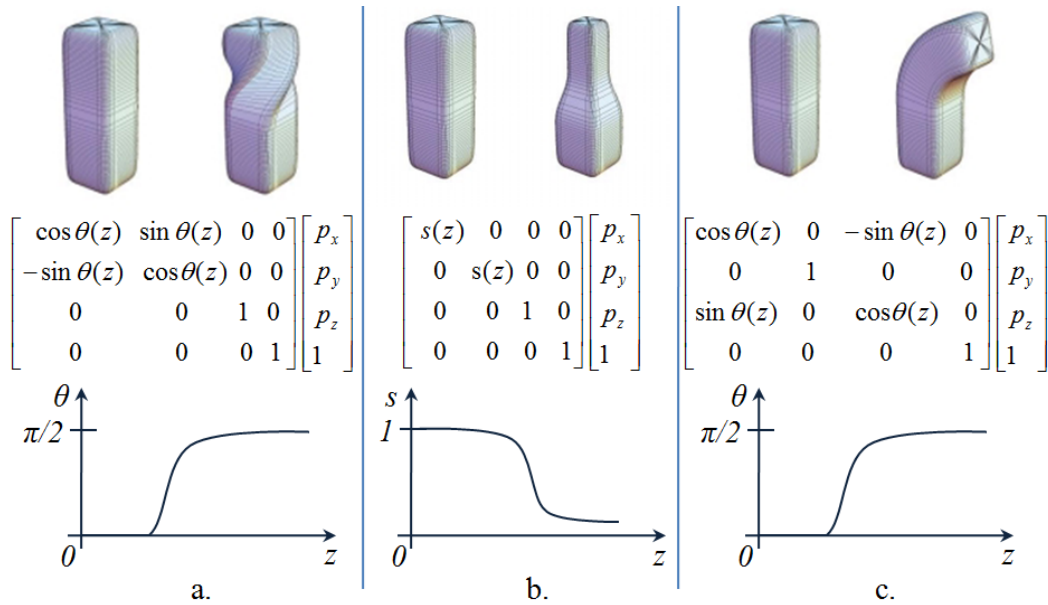 cos θ(z) sin θ(z) 0 0 p_x
−sin θ(z) cosθ(z) 0 0 p_y
0 0 1 0 p_z
0 0 0 1 1
θ
π/2
0
z
a.
s(z) 0 0 0 p_x
0 s(z) 0 0 p_y
0 0 1 0 p_z
0 0 0 1 1
s
1
0
z
b.
cosθ(z) 0 −sin θ(z) 0 p_x
0 1 0 0 p_y
sin θ(z) 0 cosθ(z) 0 p_z
0 0 0 1 1
θ
π/2
0
z
c.